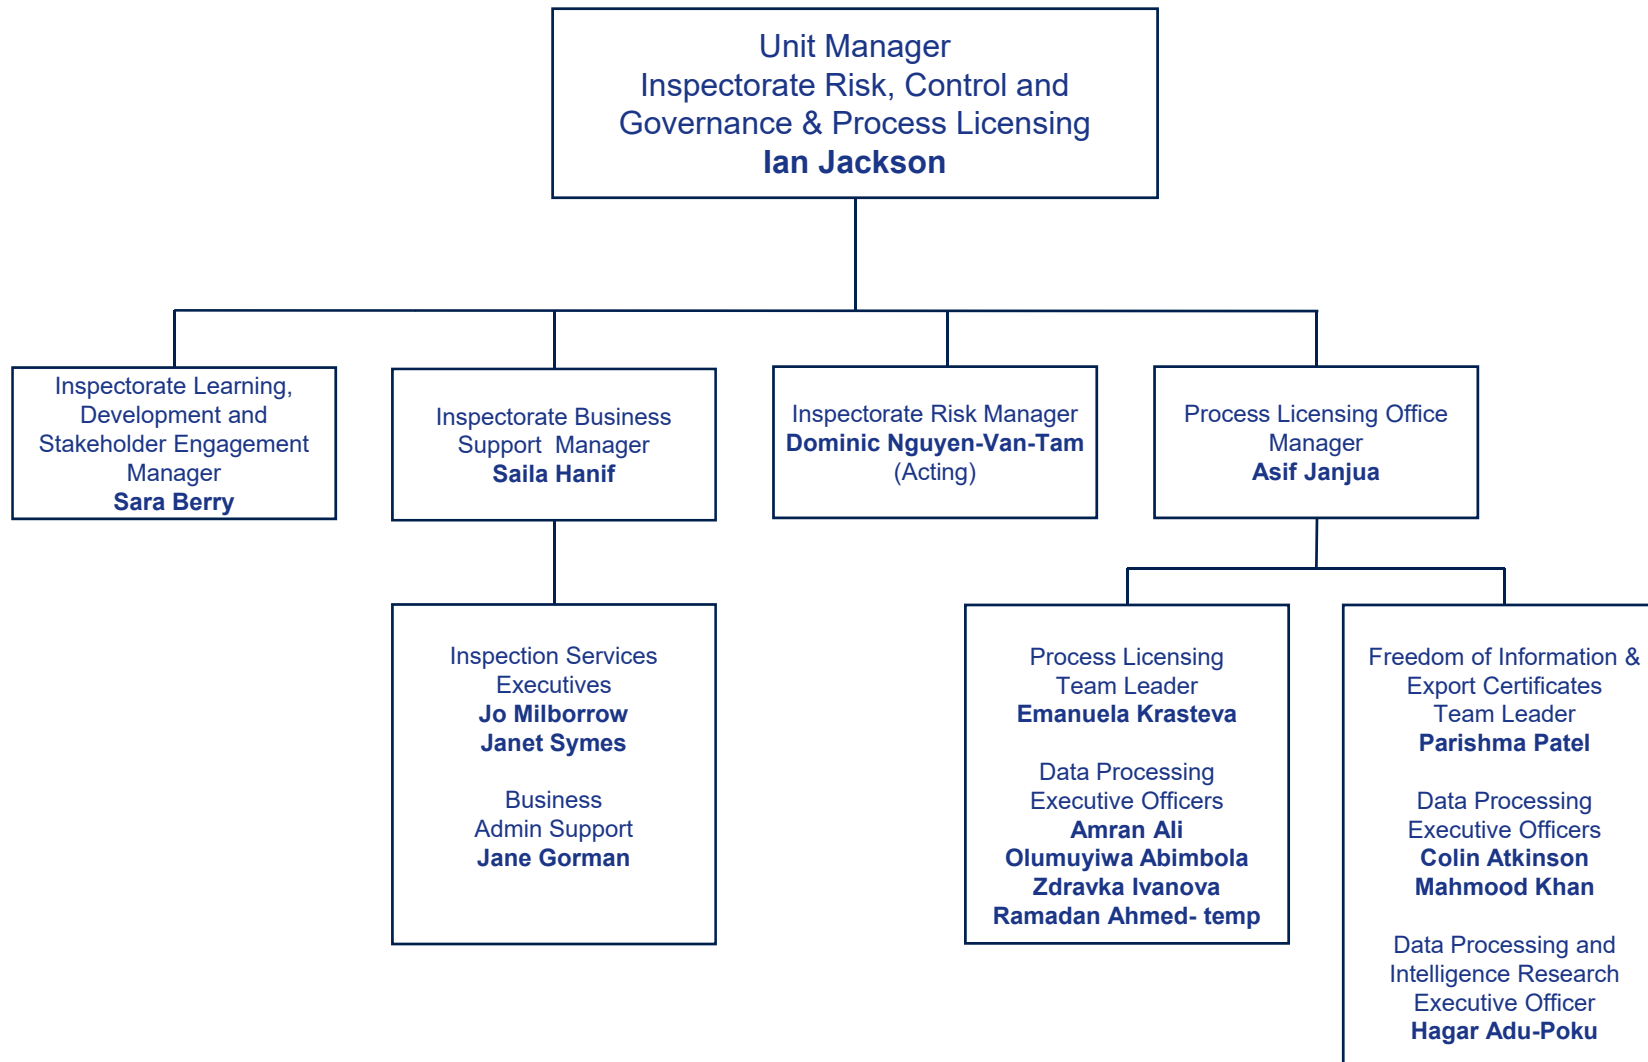 Unit Manager
Inspectorate Risk, Control and
Governance & Process Licensing
Ian Jackson
Inspectorate Learning,
Development and
Stakeholder Engagement
Manager
Sara Berry
Inspectorate Business
Support Manager
Saila Hanif
Inspectorate Risk Manager
Dominic Nguyen-Van-Tam
(Acting)
Process Licensing Office
Manager
Asif Janjua
Inspection Services
Executives
Jo Milborrow
Janet Symes
Business
Admin Support
Jane Gorman
Process Licensing
Team Leader
Emanuela Krasteva
Data Processing
Executive Officers
Amran Ali
Olumuyiwa Abimbola
Zdravka Ivanova
Ramadan Ahmed- temp
Freedom of Information &
Export Certificates
Team Leader
Parishma Patel
Data Processing
Executive Officers
Colin Atkinson
Mahmood Khan
Data Processing and
Intelligence Research
Executive Officer
Hagar Adu-Poku